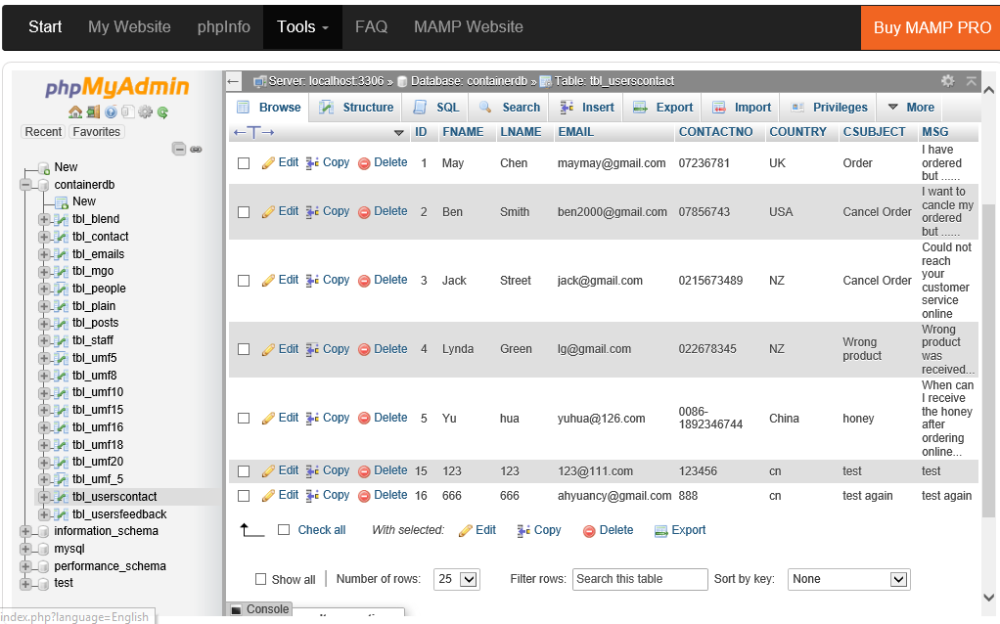 Start My Website phpInfo Tools FAQ MAMP Website Buy MAMP PRO
phpMyAdmin
Recent Favorites
New
containerdb
New
tbl_blend
tbl_contact
tbl_emails
tbl_mgo
tbl_people
tbl_plain
tbl_posts
tbl_staff
tbl_umf5
tbl_umf8
tbl_umf10
tbl_umf15
tbl_umf16
tbl_umf18
tbl_umf20
tbl_umf_5
tbl_userscontact
tbl_usersfeedback
information_schema
mysql
performance_schema
test
index.php?language=English
Server: localhost:3306 » Database: containerdb » Table: tbl_userscontact
Browse Structure SQL Search Insert Export Import Privileges More
ID FNAME LNAME EMAIL CONTACTNO COUNTRY CSUBJECT MSG
Edit Copy Delete 1 May Chen maymay@gmail.com 07236781 UK Order I have
ordered
but ......
Edit Copy Delete 2 Ben Smith ben2000@gmail.com 07856743 USA Cancel Order I want to
cancle my
ordered
but ......
Edit Copy Delete 3 Jack Street jack@gmail.com 0215673489 NZ Cancel Order Could not
reach
your
customer
service
online
Edit Copy Delete 4 Lynda Green lg@gmail.com 022678345 NZ Wrong
product
Wrong
product
was
received...
Edit Copy Delete 5 Yu hua yuhua@126.com 0086-
1892346744
China honey When can
I receive
the honey
after
ordering
online...
Edit Copy Delete 15 123 123 123@111.com 123456 cn test test
Edit Copy Delete 16 666 666 ahyuancy@gmail.com 888 cn test again test again
Check all With selected: Edit Copy Delete Export
Show all Number of rows: 25 Filter rows: Search this table Sort by key: None
Console